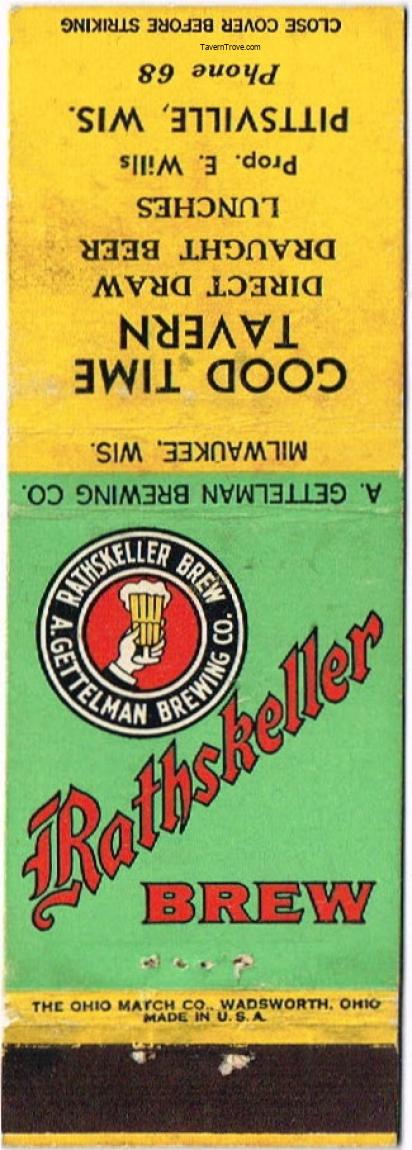 CLOSE COVER BEFORE STRIKING
TavernTrove.com
Phone 68
PITTSVILLE, WIS.
Prop. E. Wills
LUNCHES
DRAUGHT BEER
DIRECT DRAW
TAVERN
GOOD TIME
MILWAUKEE, WIS.
A. GETTELMAN BREWING CO.
RATHSKELLER BREW
A. GETTELMAN BREWING CO.
Rathskeller
BREW
THE OHIO MATCH CO., WADSWORTH, OHIO
MADE IN U.S.A.